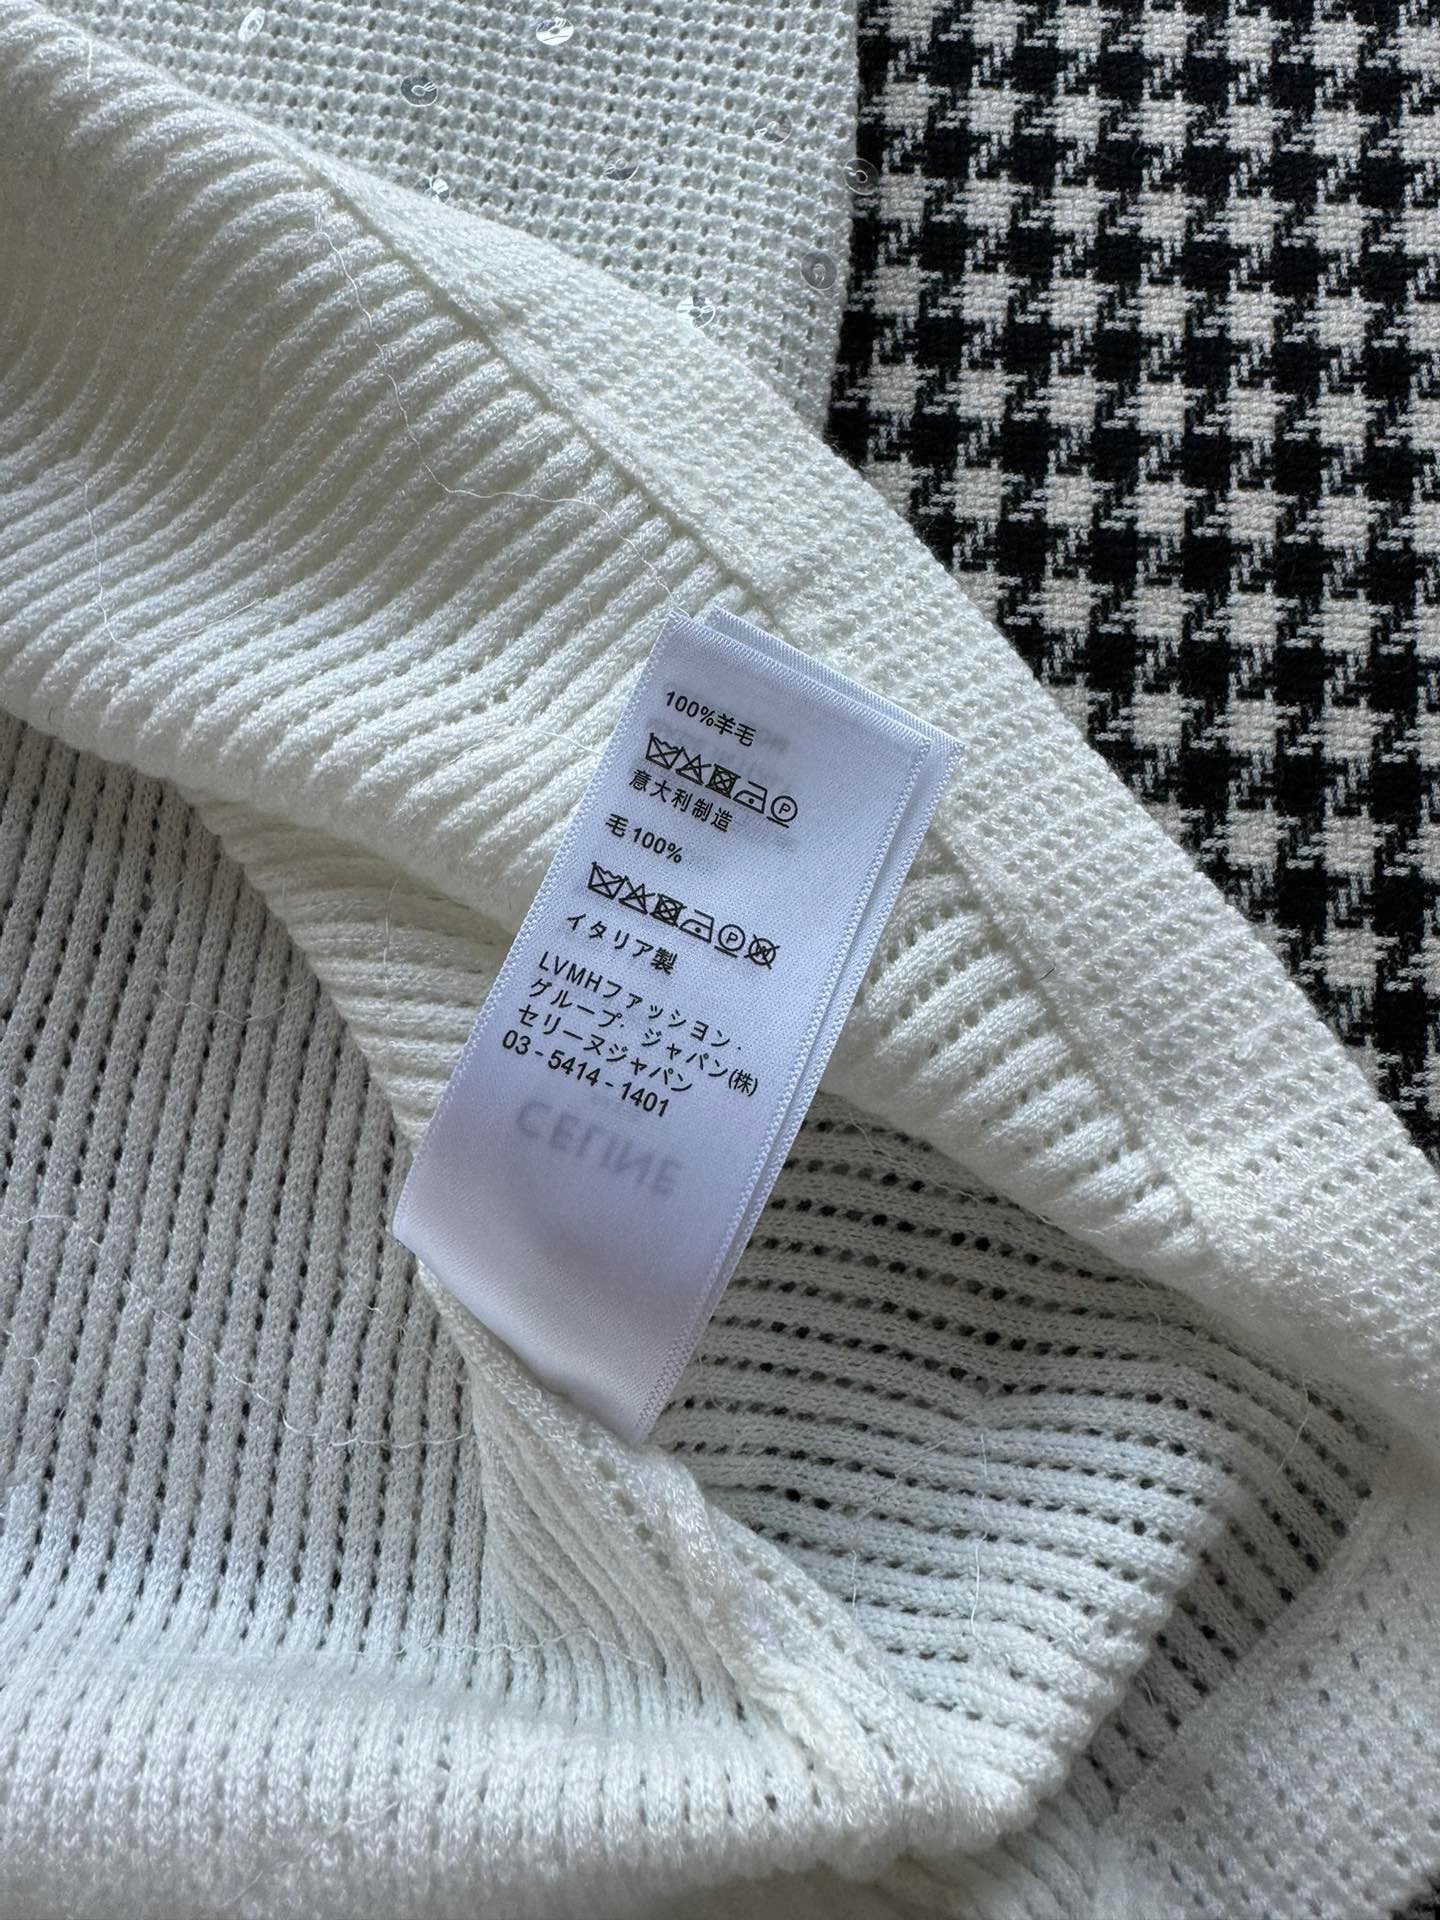 100%羊毛
P
意大利制造
毛 100%
P W
イタリア製
LVMHファッション・
グループ・ジャパン(株)
セリーヌジャパン
03 - 5414 - 1401
CELINE